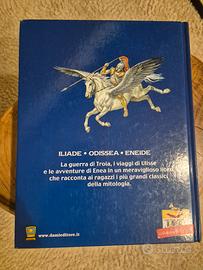 ILIADE • ODISSEA • ENEIDE
La guerra di Troia, i viaggi di Ulisse
e le avventure di Enea in un meraviglioso libro
che racconta ai ragazzi i più grandi classici
della mitologia.
www.damieditore.it